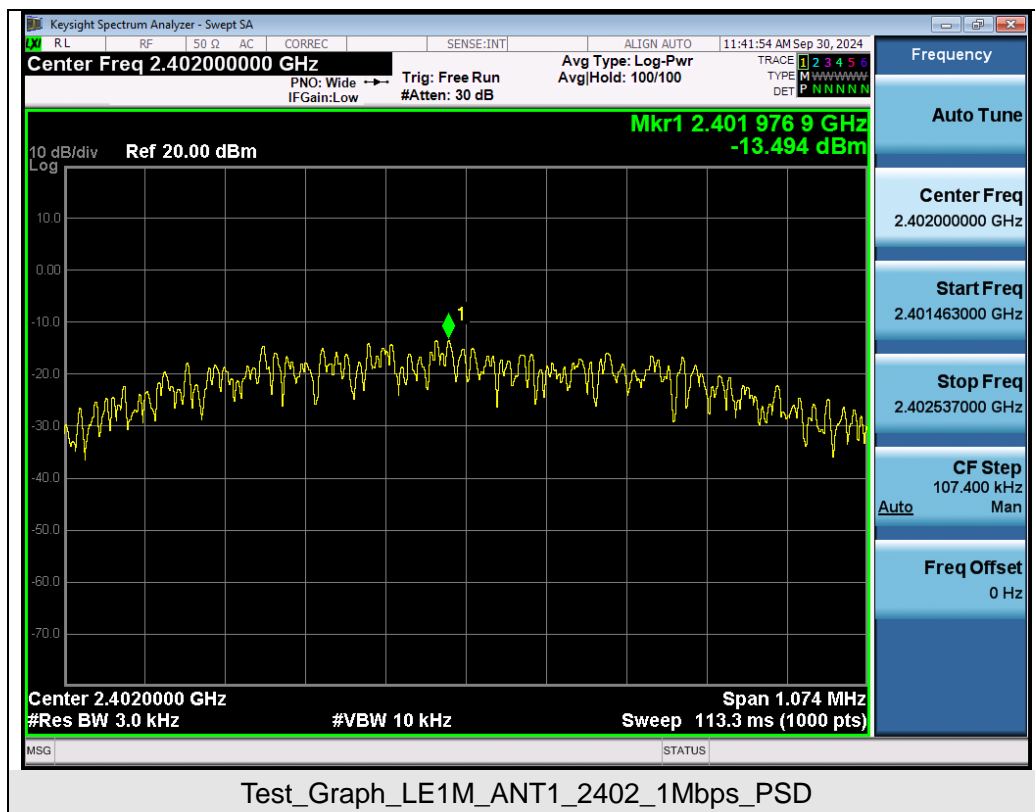 Keysight Spectrum Analyzer - Swept SA
LXI RL RF 50 Ω AC CORREC SENSE:INT ALIGN AUTO 11:41:54 AM Sep 30, 2024
Center Freq 2.402000000 GHz
PNO: Wide
IFGain:Low
Trig: Free Run
#Atten: 30 dB
Avg Type: Log-Pwr
Avg|Hold: 100/100
TRACE 1 2 3 4 5 6
TYPE M WWWWW
DET P N N N N N
Mkr1 2.401 976 9 GHz
-13.494 dBm
10 dB/div Ref 20.00 dBm
Log
10.0
0.00
-10.0
-20.0
-30.0
-40.0
-50.0
-60.0
-70.0
1
Center 2.4020000 GHz Span 1.074 MHz
#Res BW 3.0 kHz #VBW 10 kHz Sweep 113.3 ms (1000 pts)
MSG STATUS
Frequency
Auto Tune
Center Freq
2.402000000 GHz
Start Freq
2.401463000 GHz
Stop Freq
2.402537000 GHz
CF Step
107.400 kHz
Auto Man
Freq Offset
0 Hz
Test_Graph_LE1M_ANT1_2402_1Mbps_PSD